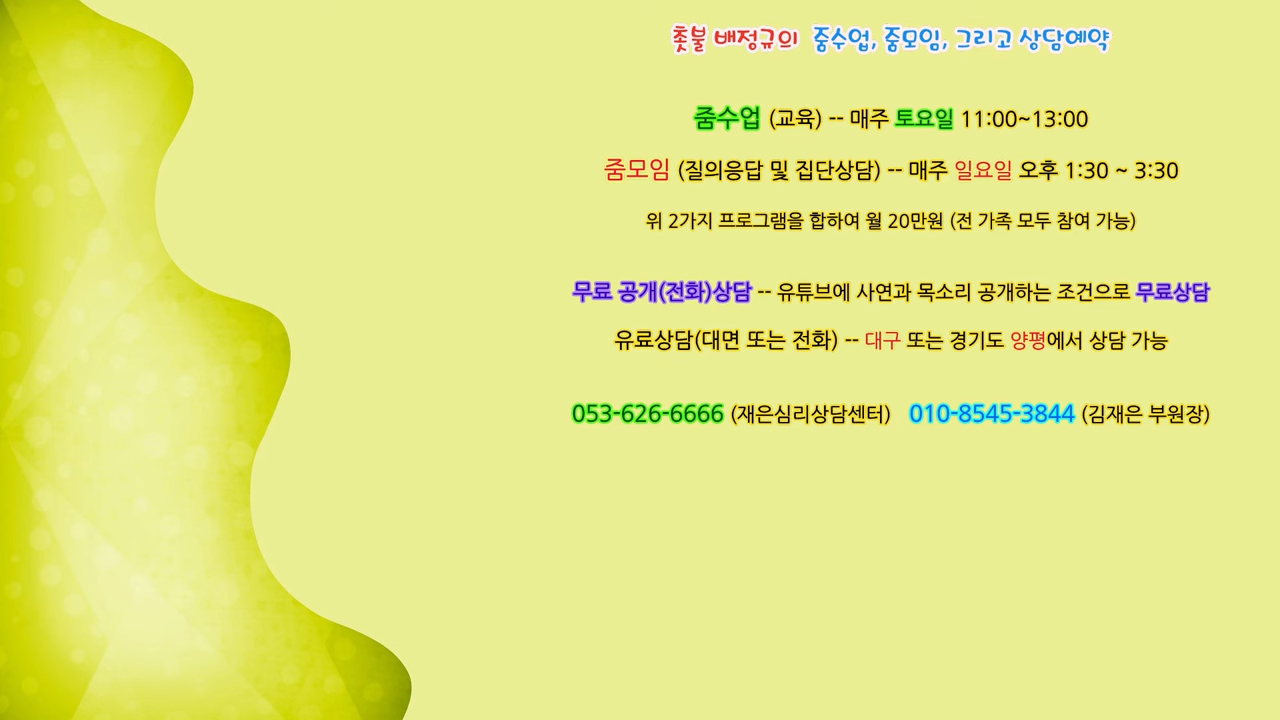 촛불 배정규의 줌수업, 줌모임, 그리고 상담예약
줌수업 (교육) -- 매주 토요일 11:00~13:00
줌모임 (질의응답 및 집단상담) -- 매주 일요일 오후 1:30 ~ 3:30
위 2가지 프로그램을 합하여 월 20만원 (전 가족 모두 참여 가능)
무료 공개(전화)상담 -- 유튜브에 사연과 목소리 공개하는 조건으로 무료상담
유료상담(대면 또는 전화) -- 대구 또는 경기도 양평에서 상담 가능
053-626-6666 (재은심리상담센터) 010-8545-3844 (김재은 부원장)